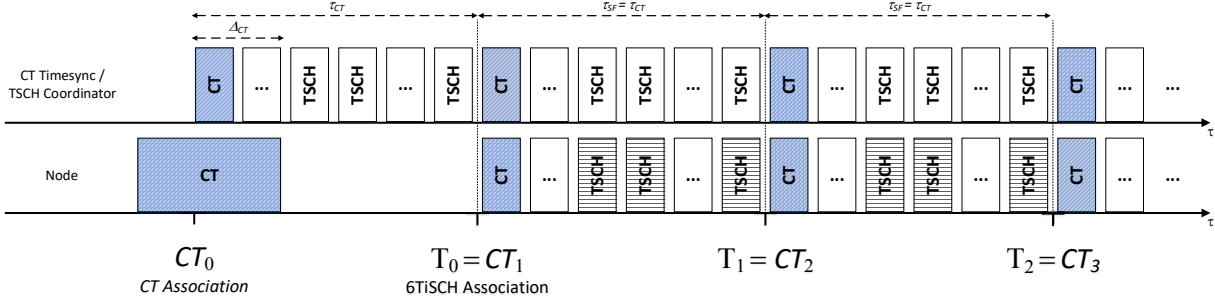 τCT τSF = τCT τSF = τCT
ΔCT
CT Timesync /
TSCH Coordinator
CT ... TSCH TSCH ... TSCH CT ... TSCH TSCH ... TSCH CT ... TSCH TSCH ... TSCH CT ... ...
τ
Node
CT CT ... TSCH TSCH ... TSCH CT ... TSCH TSCH ... TSCH CT ... ...
τ
CT0 T0 = CT1 T1 = CT2 T2 = CT3
CT Association 6TiSCH Association